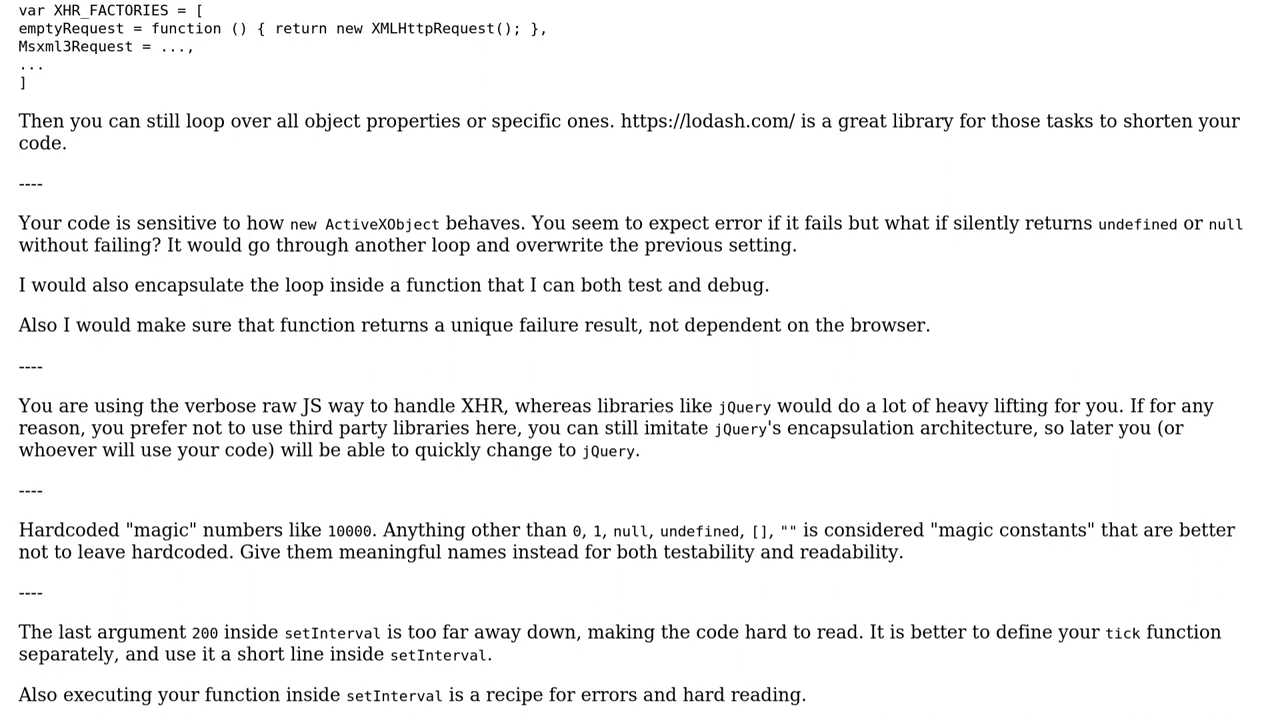 var XHR_FACTORIES = [
emptyRequest = function () { return new XMLHttpRequest(); },
Msxml3Request = ...,
...
]
Then you can still loop over all object properties or specific ones. https://lodash.com/ is a great library for those tasks to shorten your
code.
----
Your code is sensitive to how new ActiveXObject behaves. You seem to expect error if it fails but what if silently returns undefined or null
without failing? It would go through another loop and overwrite the previous setting.
I would also encapsulate the loop inside a function that I can both test and debug.
Also I would make sure that function returns a unique failure result, not dependent on the browser.
----
You are using the verbose raw JS way to handle XHR, whereas libraries like jQuery would do a lot of heavy lifting for you. If for any
reason, you prefer not to use third party libraries here, you can still imitate jQuery's encapsulation architecture, so later you (or
whoever will use your code) will be able to quickly change to jQuery.
----
Hardcoded "magic" numbers like 10000. Anything other than 0, 1, null, undefined, [], "" is considered "magic constants" that are better
not to leave hardcoded. Give them meaningful names instead for both testability and readability.
----
The last argument 200 inside setInterval is too far away down, making the code hard to read. It is better to define your tick function
separately, and use it a short line inside setInterval.
Also executing your function inside setInterval is a recipe for errors and hard reading.